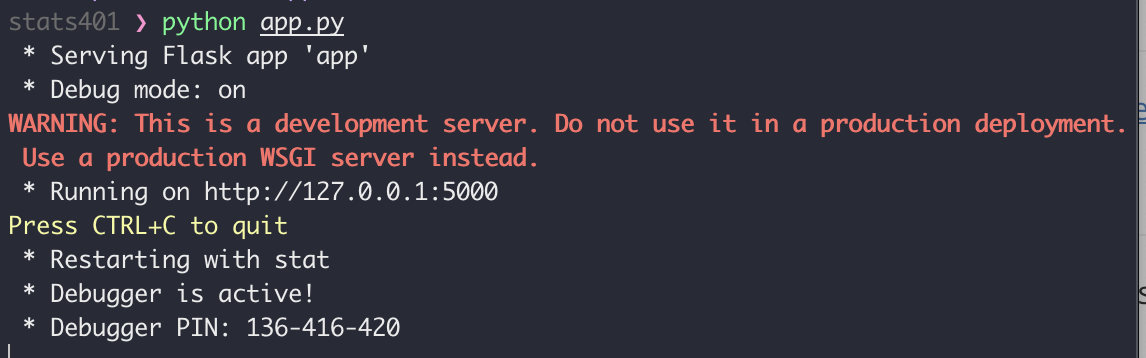 stats401 ❯ python app.py
* Serving Flask app 'app'
* Debug mode: on
WARNING: This is a development server. Do not use it in a production deployment.
Use a production WSGI server instead.
* Running on http://127.0.0.1:5000
Press CTRL+C to quit
* Restarting with stat
* Debugger is active!
* Debugger PIN: 136-416-420